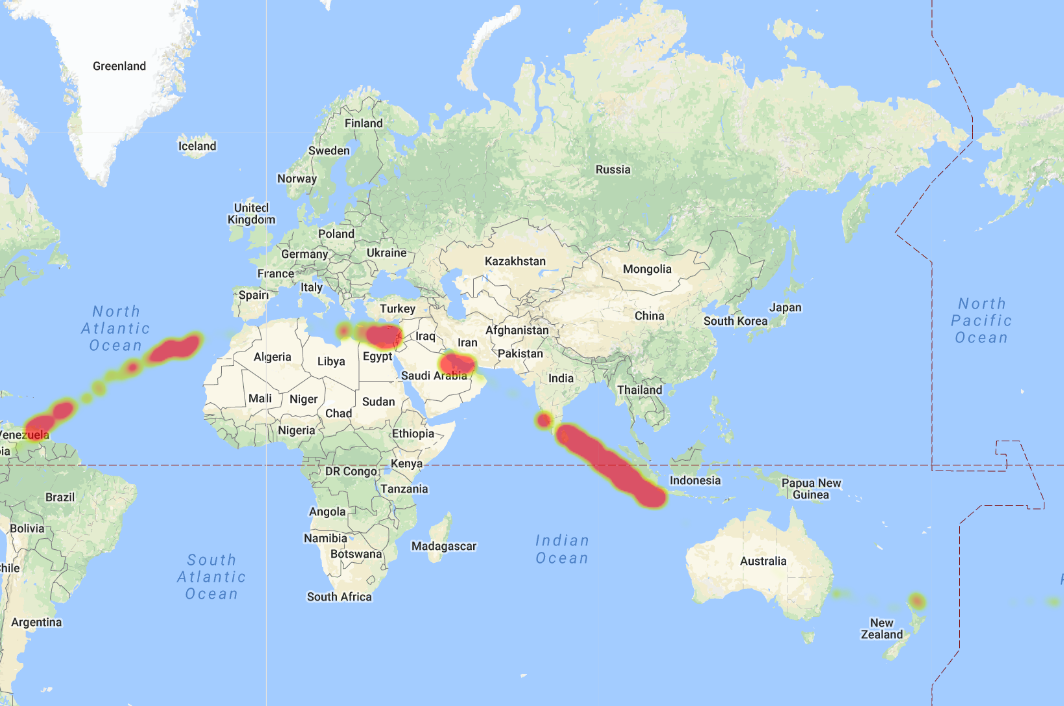 Greenland
Iceland
Finland
Sweden
Norway
Russia
United
Kingdom
Poland
Germany
Ukraine
France
Kazakhstan
Mongolia
Italy
Spain
Turkey
Japan
North
Atlantic
Ocean
North
Pacific
Ocean
China
South Korea
Afghanistan
Iraq
Iran
Algeria
Libya
Egypt
Pakistan
Saudi Arabia
India
Thailand
Mali
Niger
Sudan
Chad
Nigeria
Ethiopia
Venezuela
ia
Kenya
DR Congo
Indonesia
Papua New
Guinea
Tanzania
Brazil
Angola
Bolivia
Namibia
Madagascar
Botswana
Indian
Ocean
Australia
South
Atlantic
Ocean
hile
South Africa
Argentina
New
Zealand